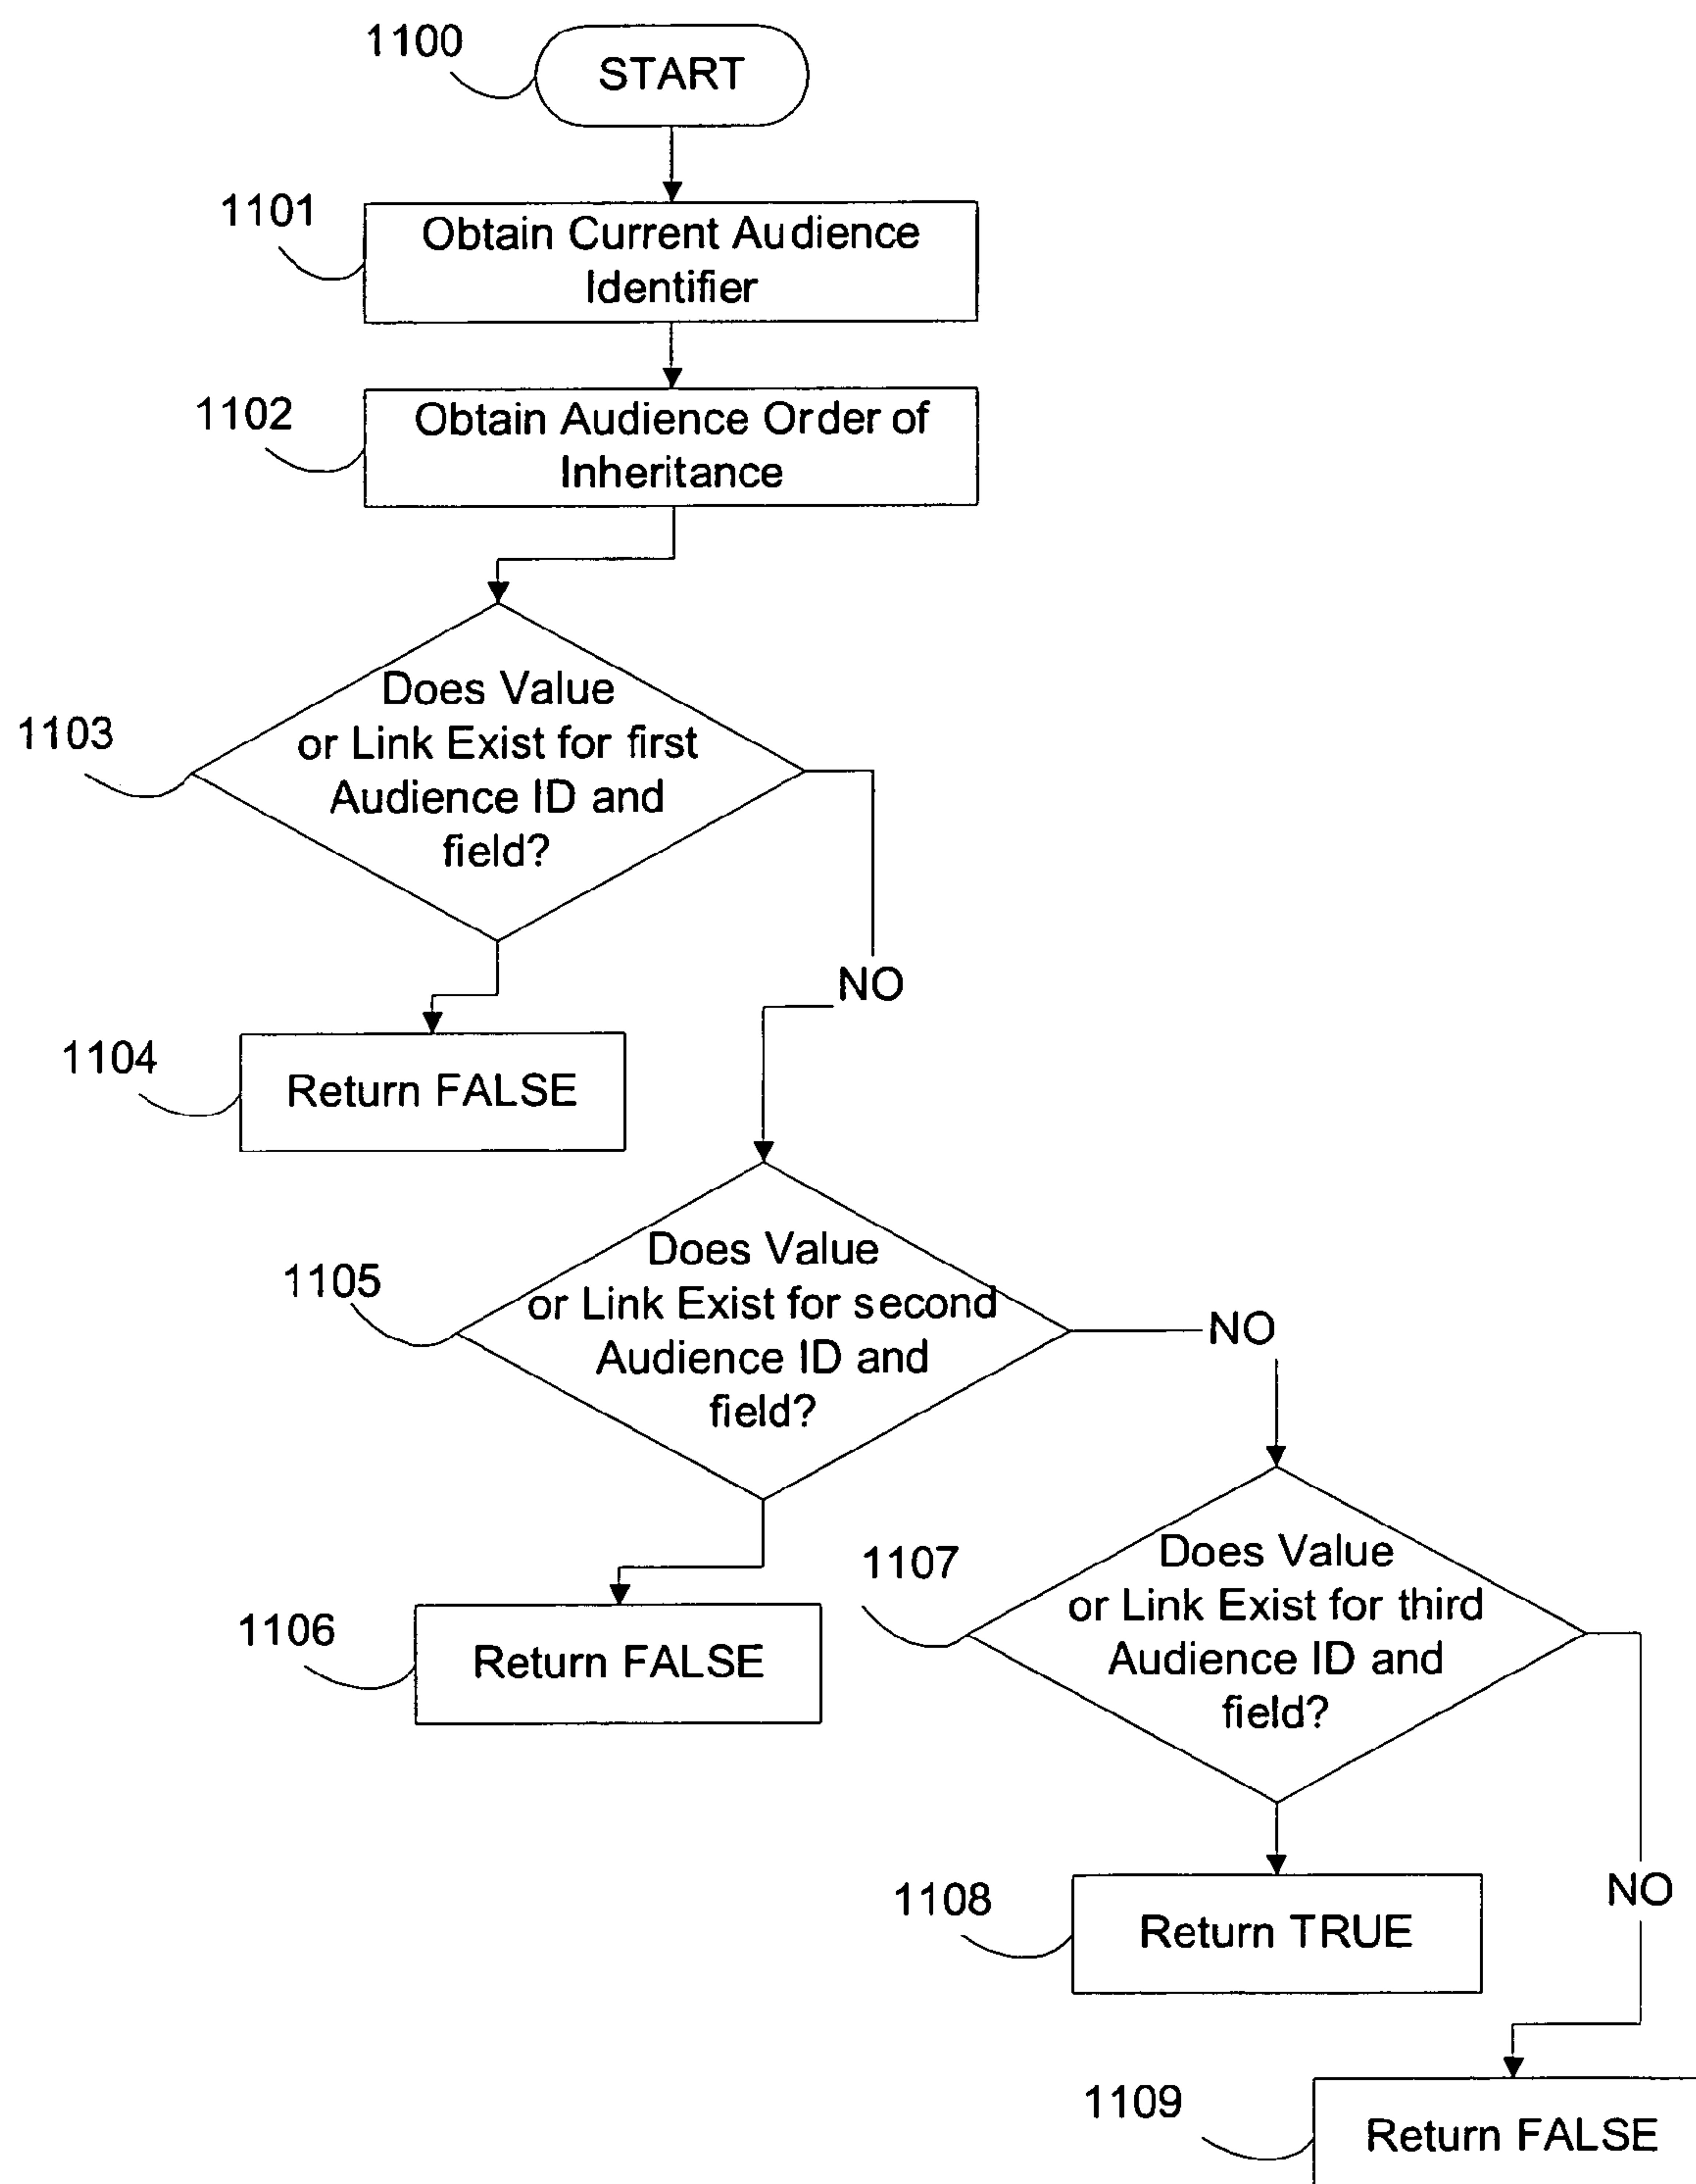 1100
START
1101
Obtain Current Audience
Identifier
1102
Obtain Audience Order of
Inheritance
1103
Does Value
or Link Exist for first
Audience ID and
field?
NO
1104
Return FALSE
1105
Does Value
or Link Exist for second
Audience ID and
field?
NO
1106
Return FALSE
1107
Does Value
or Link Exist for third
Audience ID and
field?
1108
Return TRUE
NO
1109
Return FALSE